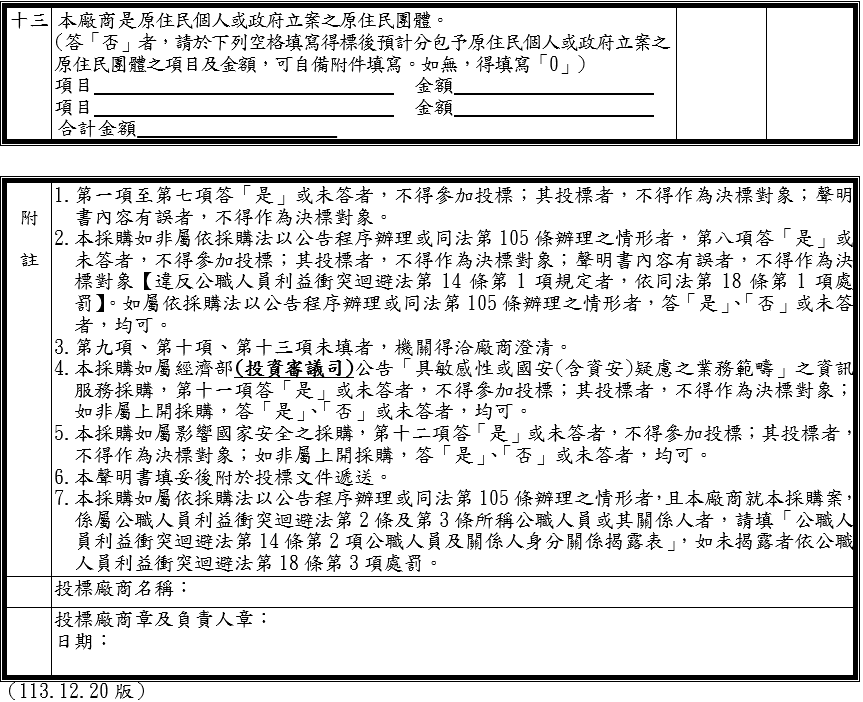 十三 本廠商是原住民個人或政府立案之原住民團體。
(答「否」者，請於下列空格填寫得標後預計分包予原住民個人或政府立案之
原住民團體之項目及金額，可自備附件填寫。如無，得填寫「0」)
項目 金額
項目 金額
合計金額
附註
1.第一項至第七項答「是」或未答者，不得參加投標；其投標者，不得作為決標對象；聲明
書內容有誤者，不得作為決標對象。
2.本採購如非屬依採購法以公告程序辦理或同法第105條辦理之情形者，第八項答「是」或
未答者，不得參加投標；其投標者，不得作為決標對象；聲明書內容有誤者，不得作為決
標對象【違反公職人員利益衝突迴避法第14條第1項規定者，依同法第18條第1項處
罰】。如屬依採購法以公告程序辦理或同法第105條辦理之情形者，答「是」、「否」或未答
者，均可。
3.第九項、第十項、第十三項未填者，機關得洽廠商澄清。
4.本採購如屬經濟部(投資審議司)公告「具敏感性或國安(含資安)疑慮之業務範疇」之資訊
服務採購，第十一項答「是」或未答者，不得參加投標；其投標者，不得作為決標對象；
如非屬上開採購，答「是」、「否」或未答者，均可。
5.本採購如屬影響國家安全之採購，第十二項答「是」或未答者，不得參加投標；其投標者，
不得作為決標對象；如非屬上開採購，答「是」、「否」或未答者，均可。
6.本聲明書填妥後附於投標文件遞送。
7.本採購如屬依採購法以公告程序辦理或同法第105條辦理之情形者，且本廠商就本採購案，
係屬公職人員利益衝突迴避法第2條及第3條所稱公職人員或其關係人者，請填「公職人
員利益衝突迴避法第14條第2項公職人員及關係人身分關係揭露表」，如未揭露者依公職
人員利益衝突迴避法第18條第3項處罰。
投標廠商名稱：
投標廠商章及負責人章：
日期：
(113.12.20版)